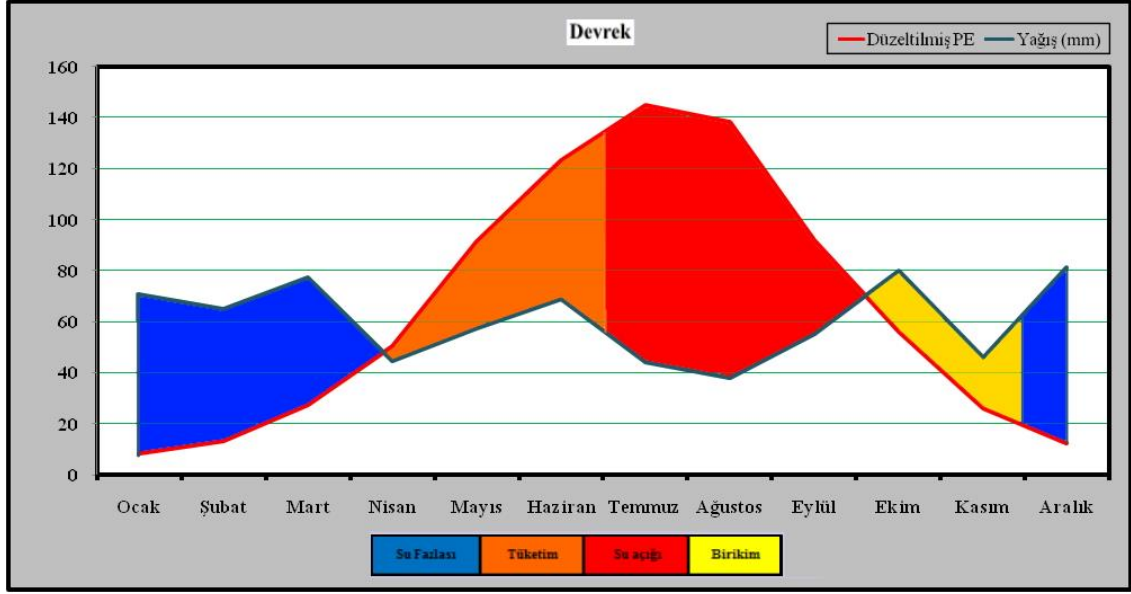 Devrek
Düzeltilmiş PE Yağış (mm)
160
140
120
100
80
60
40
20
0
Ocak Şubat Mart Nisan Mayıs Haziran Temmuz Ağustos Eylül Ekim Kasım Aralık
Su Fazlası Tüketim Su açığı Birikim